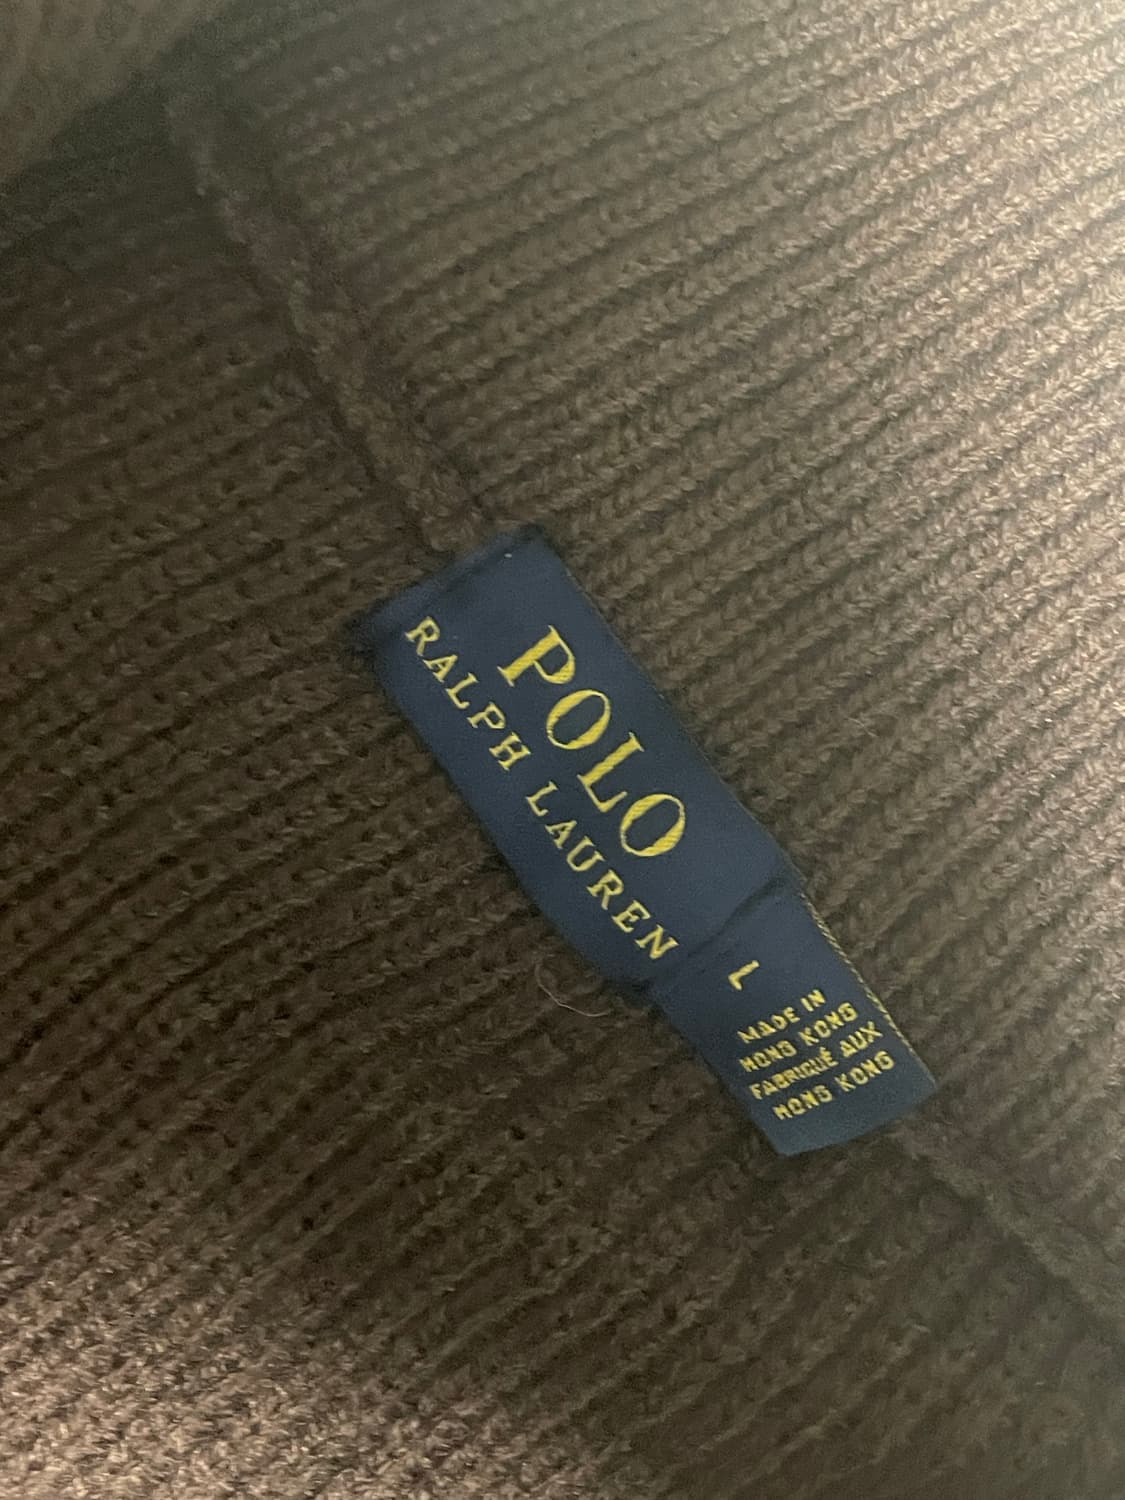 POLO
RALPH LAUREN
L
MADE IN
HONG KONG
FABRIQUÉ AUX
HONG KONG